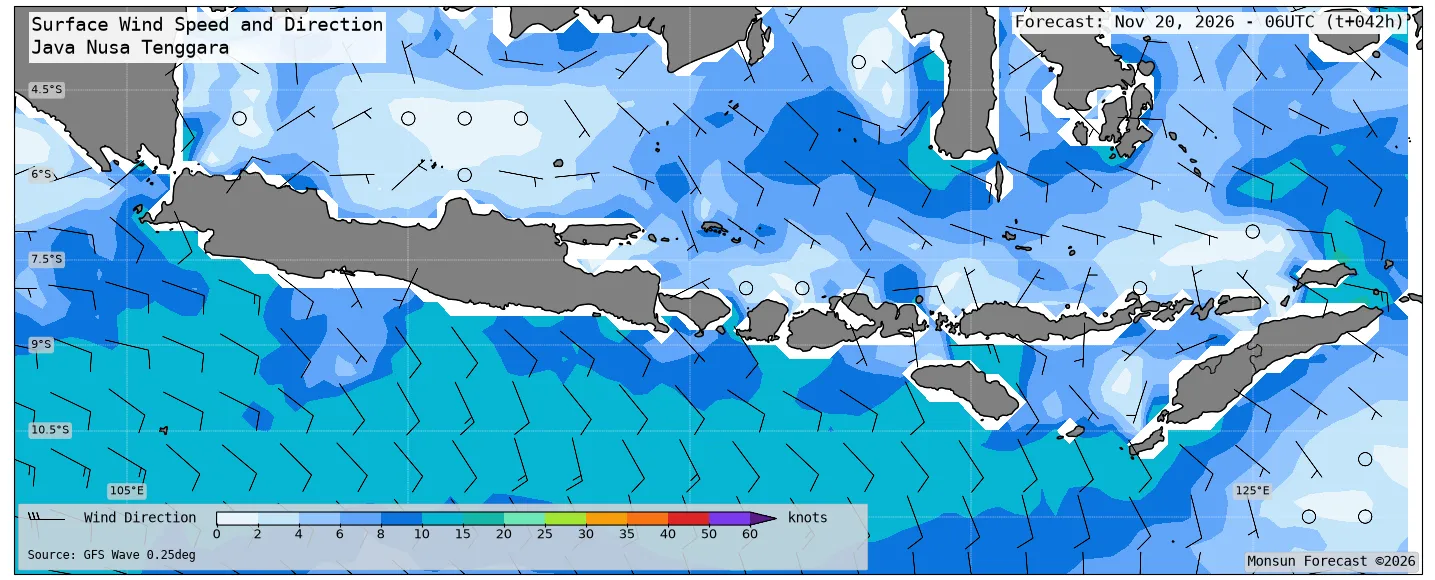 Surface Wind Speed and Direction
Java Nusa Tenggara
Forecast: Nov 20, 2026 - 06UTC (t+042h)
4.5°S
6°S
7.5°S
9°S
10.5°S
105°E
125°E
Wind Direction
0 2 4 6 8 10 15 20 25 30 35 40 50 60
knots
Source: GFS Wave 0.25deg
Monsun Forecast ©2026